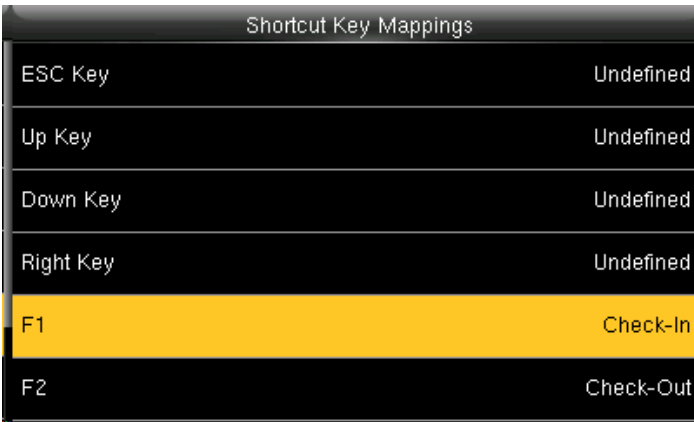 Shortcut Key Mappings
ESC Key Undefined
Up Key Undefined
Down Key Undefined
Right Key Undefined
F1 Check-In
F2 Check-Out